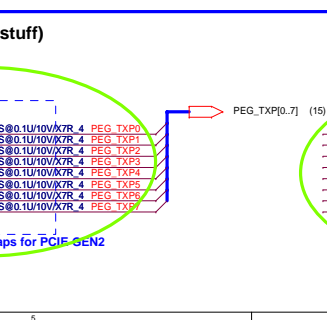 stuff)
PEG_TXP[0..7] (15)
S@0.1U/10V/X7R_4 PEG_TXP0
S@0.1U/10V/X7R_4 PEG_TXP1
S@0.1U/10V/X7R_4 PEG_TXP2
S@0.1U/10V/X7R_4 PEG_TXP3
S@0.1U/10V/X7R_4 PEG_TXP4
S@0.1U/10V/X7R_4 PEG_TXP5
S@0.1U/10V/X7R_4 PEG_TXP6
S@0.1U/10V/X7R_4 PEG_TXP7
aps for PCIE GEN2
5